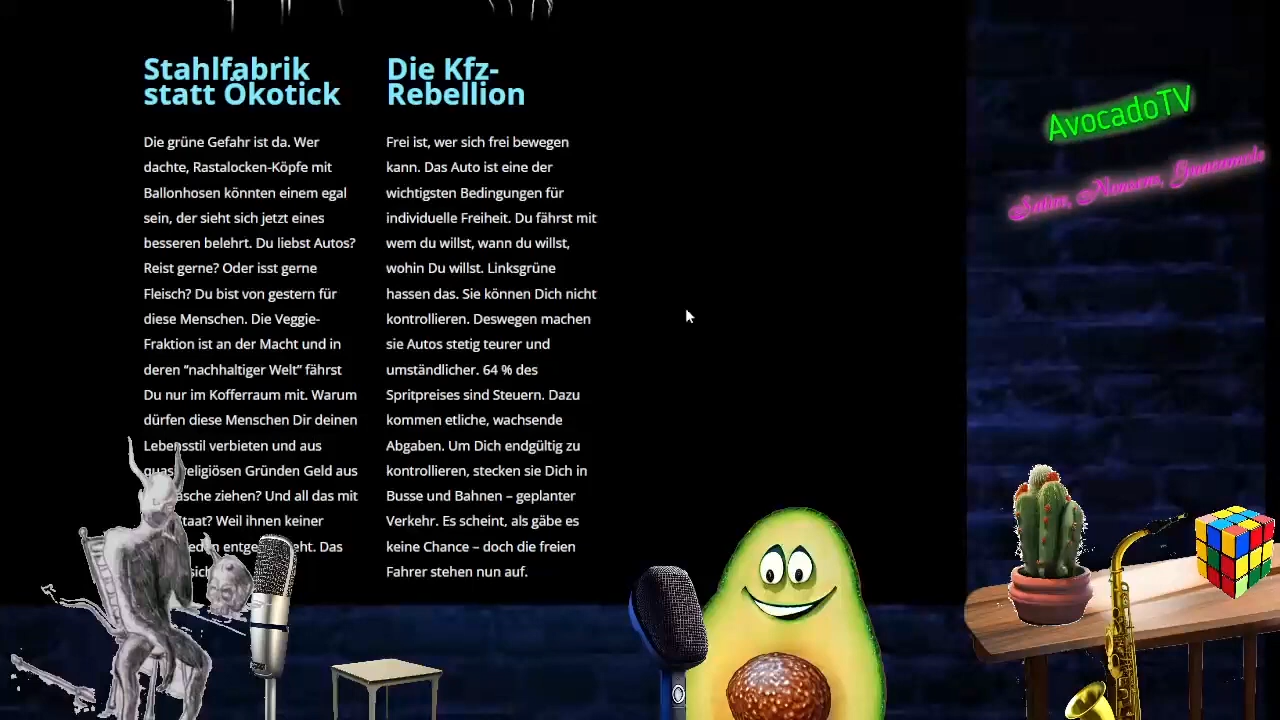 Stahlfabrik
statt Ökotick
Die grüne Gefahr ist da. Wer
dachte, Rastalocken-Köpfe mit
Ballonhosen könnten einem egal
sein, der sieht sich jetzt eines
besseren belehrt. Du liebst Autos?
Reist gerne? Oder isst gerne
Fleisch? Du bist von gestern für
diese Menschen. Die Veggie-
Fraktion ist an der Macht und in
deren “nachhaltiger Welt” fährst
Du nur im Kofferraum mit. Warum
dürfen diese Menschen Dir deinen
Lebensstil verbieten und aus
religiösen Gründen Geld aus
ziehen? Und all das mit
Weil ihnen keiner
Das
Die Kfz-
Rebellion
Frei ist, wer sich frei bewegen
kann. Das Auto ist eine der
wichtigsten Bedingungen für
individuelle Freiheit. Du fährst mit
wem du willst, wann du willst,
wohin Du willst. Linksgrüne
hassen das. Sie können Dich nicht
kontrollieren. Deswegen machen
sie Autos stetig teurer und
umständlicher. 64 % des
Spritpreises sind Steuern. Dazu
kommen etliche, wachsende
Abgaben. Um Dich endgültig zu
kontrollieren, stecken sie Dich in
Busse und Bahnen – geplanter
Verkehr. Es scheint, als gäbe es
keine Chance – doch die freien
Fahrer stehen nun auf.
AvocadoTV
Satire, Nonsens, Guacamole